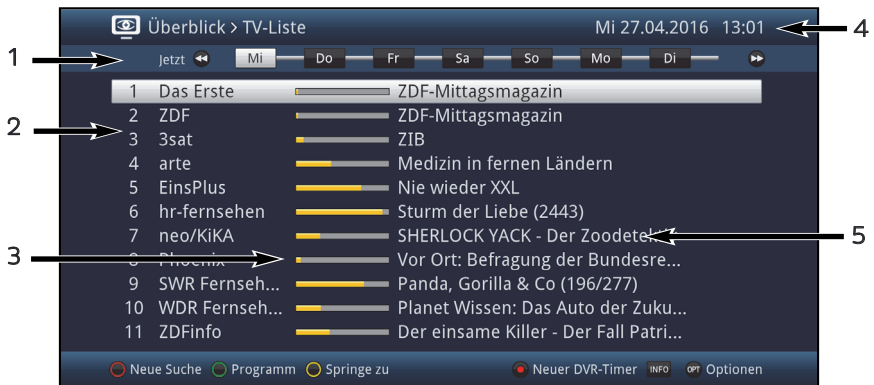 Überblick > TV-Liste Mi 27.04.2016 13:01 4
1 Jetzt Mi Do Fr Sa So Mo Di
1 Das Erste ZDF-Mittagsmagazin
2 ZDF ZDF-Mittagsmagazin
2
3 3sat ZIB
4 arte Medizin in fernen Ländern
5 EinsPlus Nie wieder XXL
6 hr-fernsehen Sturm der Liebe (2443)
7 neo/KiKA SHERLOCK YACK - Der 5
3 8 Phoenix Vor Ort: Befragung der Bundesre...
9 SWR Fernseh... Panda, Gorilla & Co (196/277)
10 WDR Fernseh... Planet Wissen: Das Auto der Zuku...
11 ZDFinfo Der einsame Killer - Der Fall Patri...
Neue Suche Programm Springe zu Neuer DVR-Timer INFO OPT Optionen